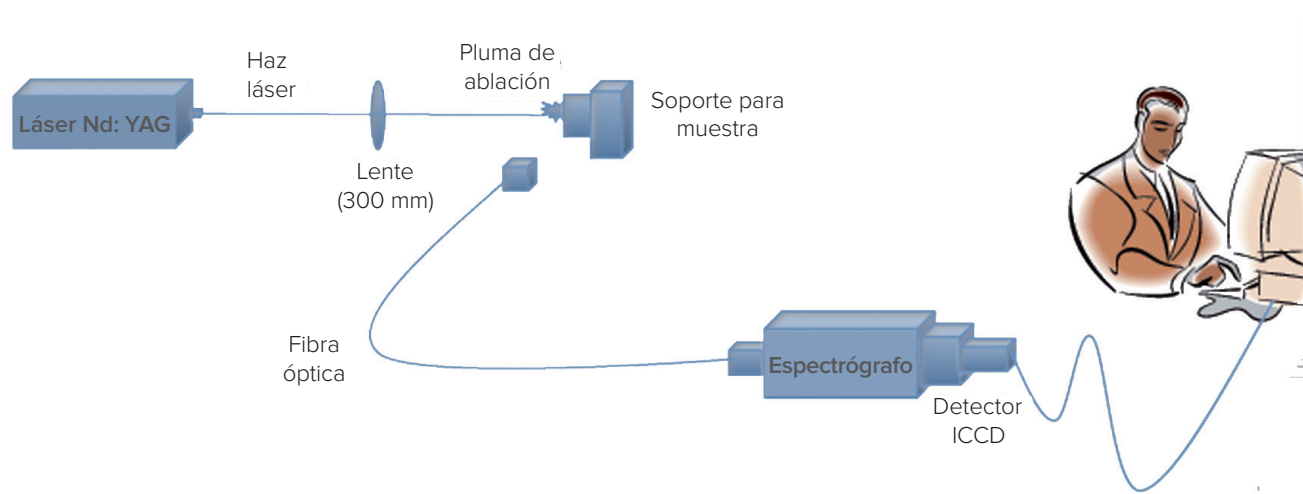 Haz
láser
Pluma de
ablación
Láser Nd: YAG
Soporte para
muestra
Lente
(300 mm)
Fibra
óptica
Espectrógrafo
Detector
ICCD